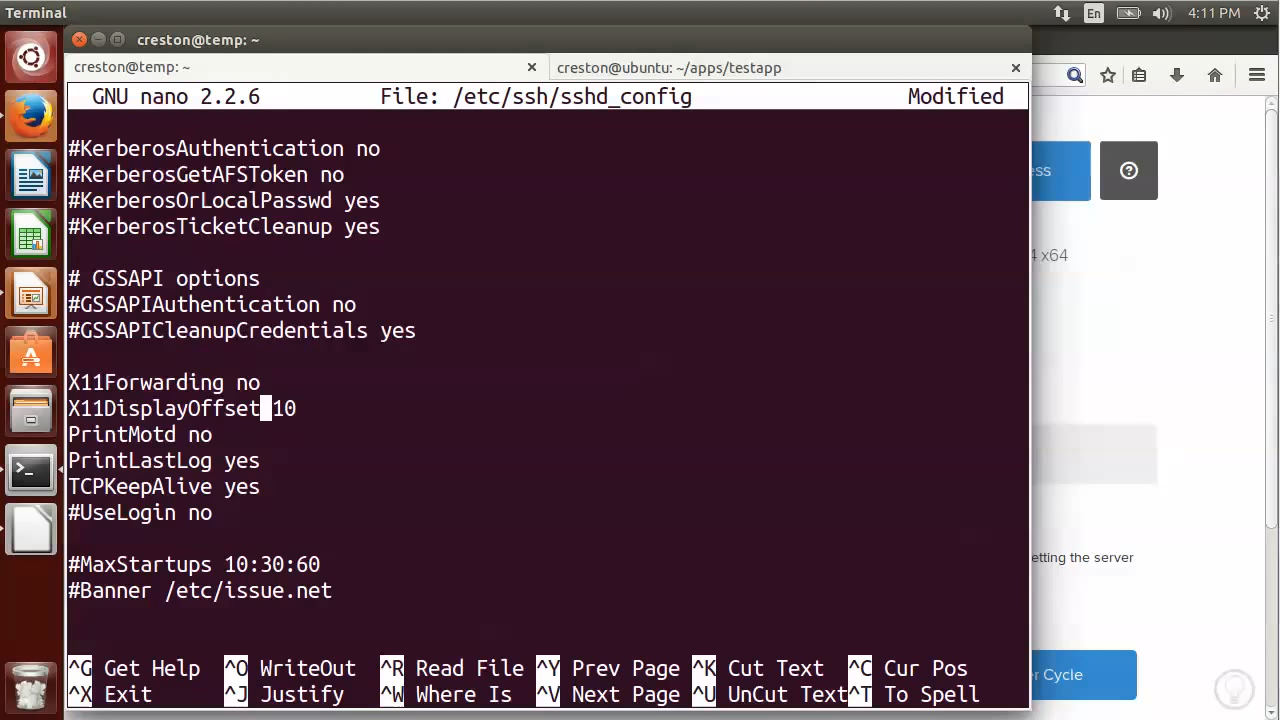 Terminal
En
4:11 PM
creston@temp: ~
creston@temp: ~ ×
creston@ubuntu: ~/apps/testapp ×
GNU nano 2.2.6 File: /etc/ssh/sshd_config Modified
#KerberosAuthentication no
#KerberosGetAFSToken no
#KerberosOrLocalPasswd yes
#KerberosTicketCleanup yes
# GSSAPI options
#GSSAPIAuthentication no
#GSSAPICleanupCredentials yes
X11Forwarding no
X11DisplayOffset 10
PrintMotd no
PrintLastLog yes
TCPKeepAlive yes
#UseLogin no
#MaxStartups 10:30:60
#Banner /etc/issue.net
^G Get Help ^O WriteOut ^R Read File ^Y Prev Page ^K Cut Text ^C Cur Pos
^X Exit ^J Justify ^W Where Is ^V Next Page ^U UnCut Text^T To Spell
ess
4 x64
etting the server
r Cycle